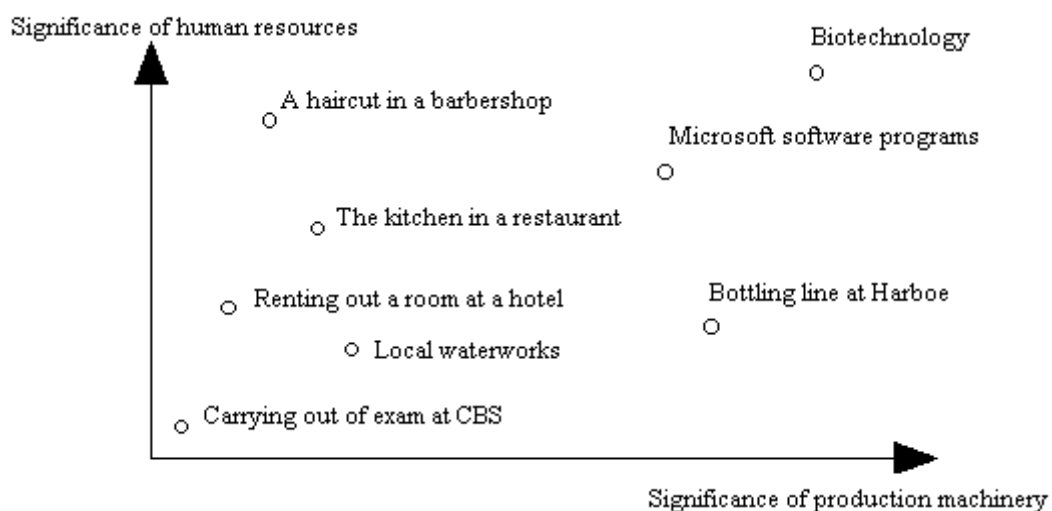 Significance of human resources
Biotechnology
A haircut in a barbershop
Microsoft software programs
The kitchen in a restaurant
Renting out a room at a hotel
Bottling line at Harboe
Local waterworks
Carrying out of exam at CBS
Significance of production machinery